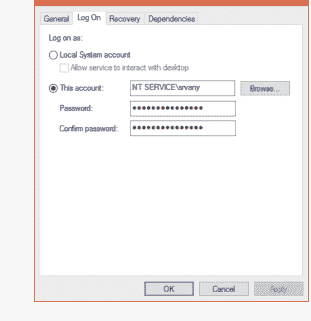 General Log On Recovery Dependencies
Log on as:
Local System account
Allow service to interact with desktop
This account: NT SERVICE\srvany Browse...
Password: •••••••••••••••
Confirm password: •••••••••••••••
OK Cancel Apply